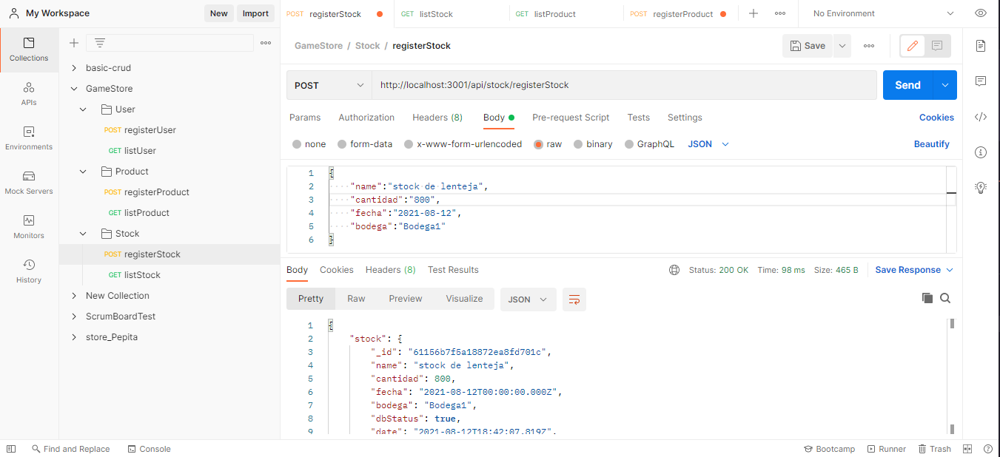 My Workspace
New
Import
POST registerStock
GET listStock
GET listProduct
POST registerProduct
No Environment
Collections
APIs
Environments
Mock Servers
Monitors
History
basic-crud
GameStore
User
POST registerUser
GET listUser
Product
POST registerProduct
GET listProduct
Stock
POST registerStock
GET listStock
New Collection
ScrumBoardTest
store_Pepita
GameStore / Stock / registerStock
Save
POST
http://localhost:3001/api/stock/registerStock
Send
Params
Authorization
Headers (8)
Body
Pre-request Script
Tests
Settings
Cookies
none
form-data
x-www-form-urlencoded
raw
binary
GraphQL
JSON
Beautify
1 {
2 ····"name":"stock·de·lenteja",
3 ····"cantidad":"800",
4 ····"fecha":"2021-08-12",
5 ····"bodega":"Bodega1"
6 }
Body
Cookies
Headers (8)
Test Results
Status: 200 OK
Time: 98 ms
Size: 465 B
Save Response
Pretty
Raw
Preview
Visualize
JSON
1 {
2 "stock": {
3 "_id": "61156b7f5a18872ea8fd701c",
4 "name": "stock de lenteja",
5 "cantidad": 800,
6 "fecha": "2021-08-12T00:00:00.000Z",
7 "bodega": "Bodega1",
8 "dbStatus": true,
9 "date": "2021-08-12T18:42:07.819Z",
Find and Replace
Console
Bootcamp
Runner
Trash